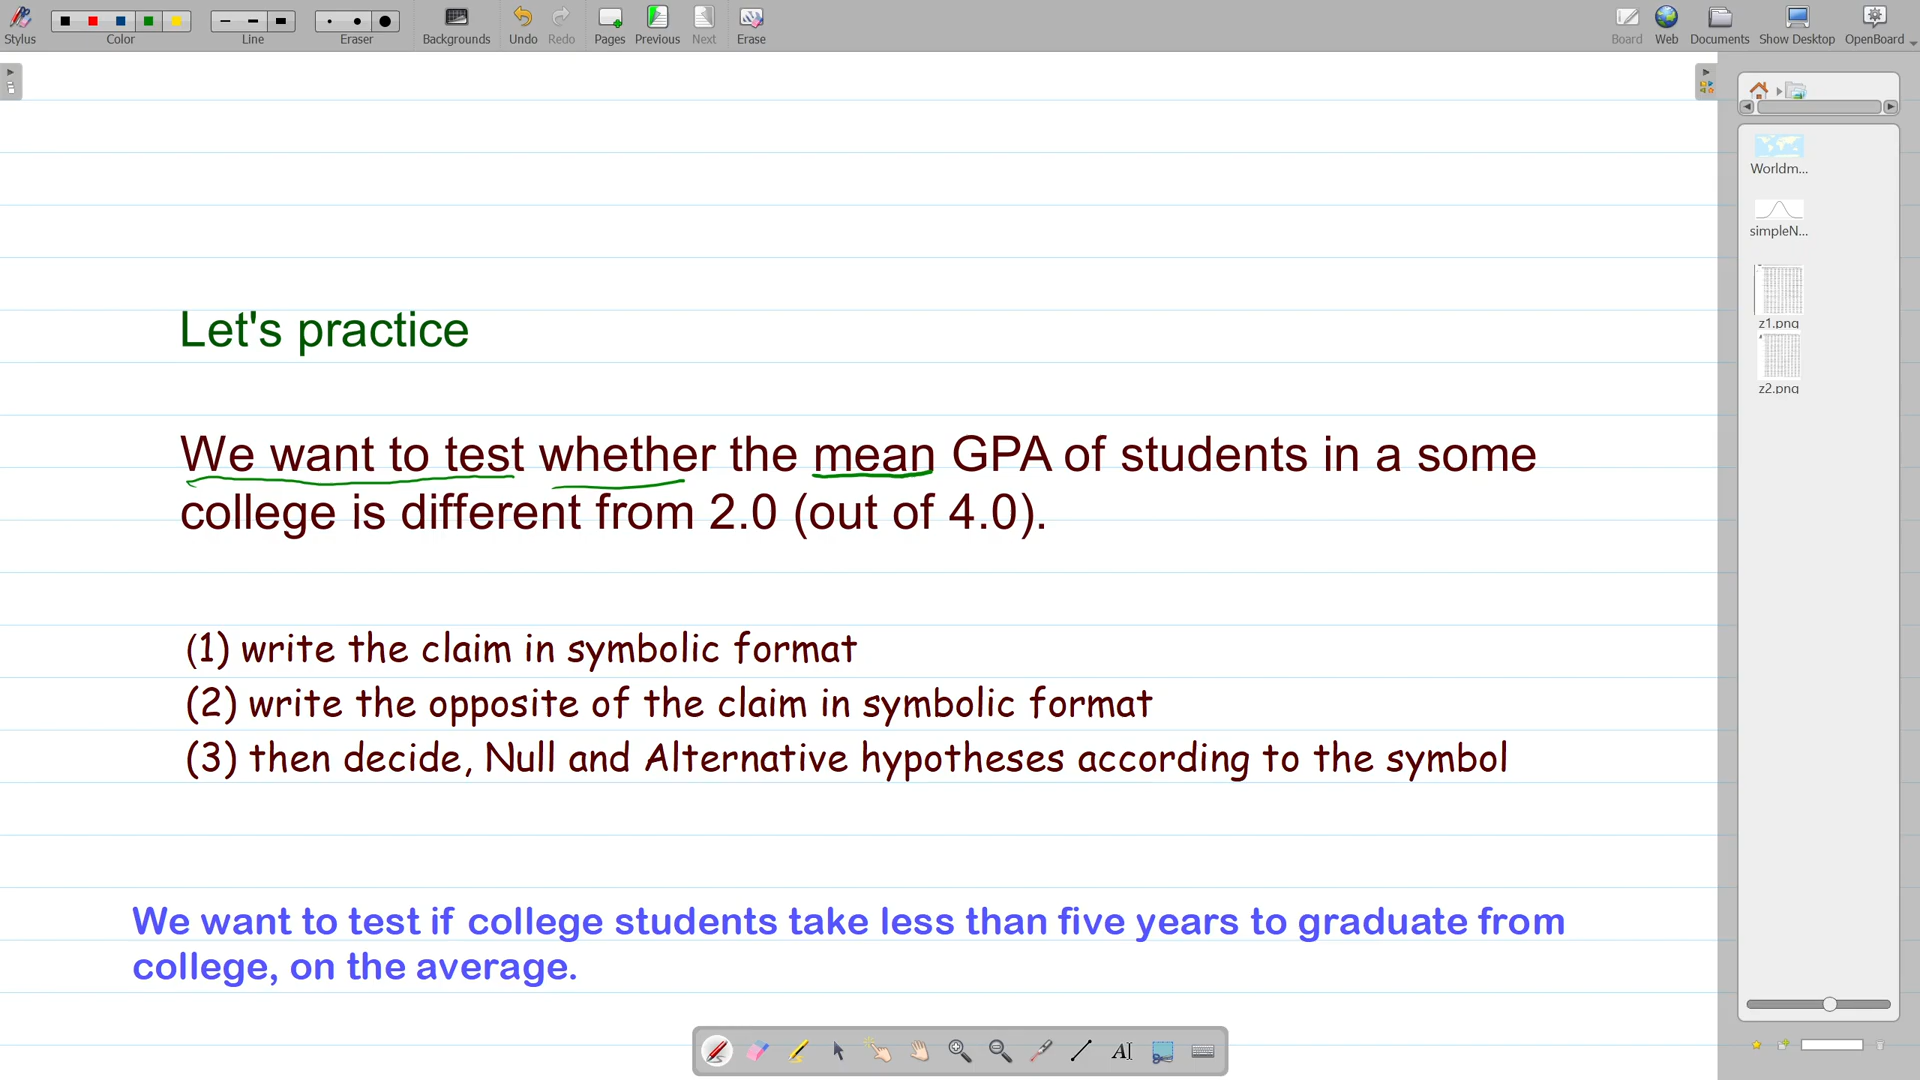 Stylus
Color
Line
Eraser
Backgrounds
Undo
Redo
Pages
Previous
Next
Erase
Board
Web
Documents
Show Desktop
OpenBoard
Worldm...
simpleN...
z1.png
z2.png
Let's practice
We want to test whether the mean GPA of students in a some
college is different from 2.0 (out of 4.0).
(1) write the claim in symbolic format
(2) write the opposite of the claim in symbolic format
(3) then decide, Null and Alternative hypotheses according to the symbol
We want to test if college students take less than five years to graduate from
college, on the average.